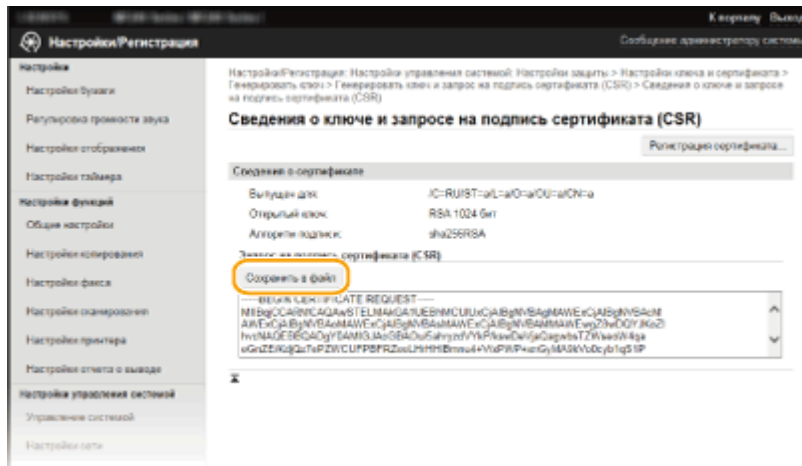 К порталу Выход
Настройки/Регистрация
Сообщение администратору системы
Настройки
Настройки бумаги
Регулировка громкости звука
Настройки отображения
Настройки таймера
Настройки функций
Общие настройки
Настройки копирования
Настройки факса
Настройки сканирования
Настройки принтера
Настройки отчета о выводе
Настройки управления системой
Управление системой
Настройки сети
Настройки/Регистрация: Настройки управления системой: Настройки защиты > Настройки ключа и сертификата >
Генерировать ключ > Генерировать ключ и запрос на подпись сертификата (CSR) > Сведения о ключе и запросе
на подпись сертификата (CSR)
Сведения о ключе и запросе на подпись сертификата (CSR)
Регистрация сертификата...
Сведения о сертификате
Выпущен для: /C=RU/ST=a/L=a/O=a/OU=a/CN=a
Открытый ключ: RSA 1024 бит
Алгоритм подписи: sha256RSA
Запрос на подпись сертификата (CSR)
Сохранить в файл
-----BEGIN CERTIFICATE REQUEST-----